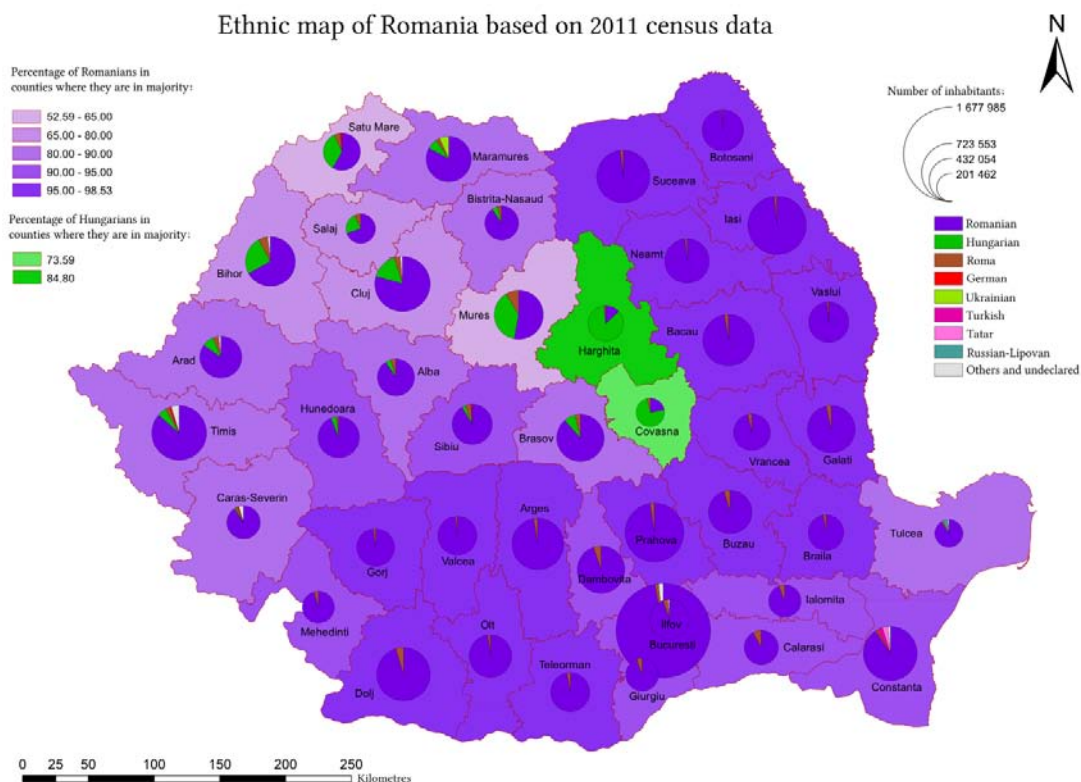 Ethnic map of Romania based on 2011 census data
N
Percentage of Romanians in
counties where they are in majority:
52.59 - 65.00
65.00 - 80.00
80.00 - 90.00
90.00 - 95.00
95.00 - 98.53
Percentage of Hungarians in
counties where they are in majority:
73.59
84.80
Number of inhabitants:
1 677 985
723 553
432 054
201 462
Romanian
Hungarian
Roma
German
Ukrainian
Turkish
Tatar
Russian-Lipovan
Others and undeclared
Satu Mare
Maramures
Botosani
Suceava
Bistrita-Nasaud
Salaj
Iasi
Neamt
Bihor
Cluj
Vaslui
Mures
Bacau
Harghita
Arad
Alba
Hunedoara
Timis
Sibiu
Brasov
Covasna
Vrancea
Galati
Caras-Severin
Arges
Tulcea
Prahova
Buzau
Braila
Valcea
Gorj
Dambovita
Ialomita
Ilfov
Mehedinti
Olt
Bucuresti
Calarasi
Teleorman
Giurgiu
Constanta
Dolj
0 25 50 100 150 200 250
Kilometres